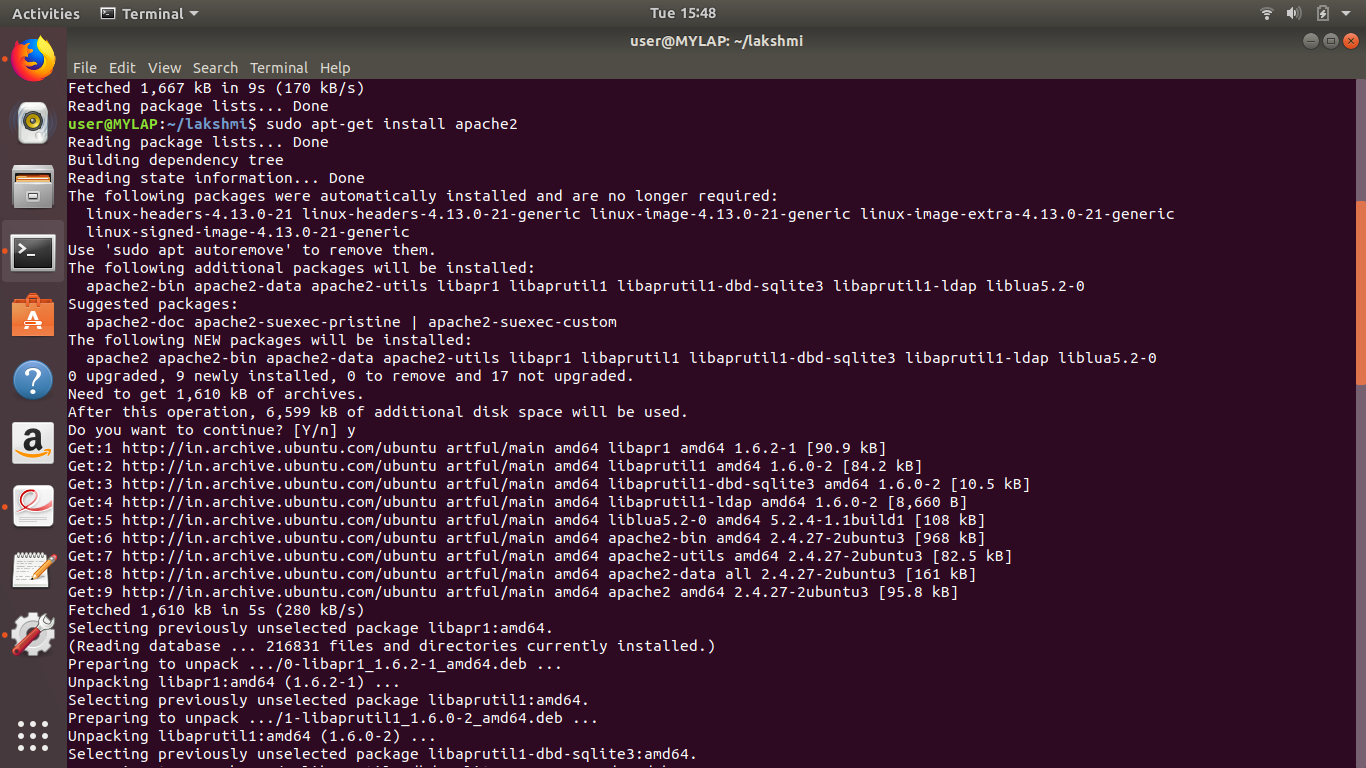 Activities Terminal Tue 15:48
user@MYLAP: ~/lakshmi
File Edit View Search Terminal Help
Fetched 1,667 kB in 9s (170 kB/s)
Reading package lists... Done
user@MYLAP:~/lakshmi$ sudo apt-get install apache2
Reading package lists... Done
Building dependency tree
Reading state information... Done
The following packages were automatically installed and are no longer required:
  linux-headers-4.13.0-21 linux-headers-4.13.0-21-generic linux-image-4.13.0-21-generic linux-image-extra-4.13.0-21-generic
  linux-signed-image-4.13.0-21-generic
Use 'sudo apt autoremove' to remove them.
The following additional packages will be installed:
  apache2-bin apache2-data apache2-utils libapr1 libaprutil1 libaprutil1-dbd-sqlite3 libaprutil1-ldap liblua5.2-0
Suggested packages:
  apache2-doc apache2-suexec-pristine | apache2-suexec-custom
The following NEW packages will be installed:
  apache2 apache2-bin apache2-data apache2-utils libapr1 libaprutil1 libaprutil1-dbd-sqlite3 libaprutil1-ldap liblua5.2-0
0 upgraded, 9 newly installed, 0 to remove and 17 not upgraded.
Need to get 1,610 kB of archives.
After this operation, 6,599 kB of additional disk space will be used.
Do you want to continue? [Y/n] y
Get:1 http://in.archive.ubuntu.com/ubuntu artful/main amd64 libapr1 amd64 1.6.2-1 [90.9 kB]
Get:2 http://in.archive.ubuntu.com/ubuntu artful/main amd64 libaprutil1 amd64 1.6.0-2 [84.2 kB]
Get:3 http://in.archive.ubuntu.com/ubuntu artful/main amd64 libaprutil1-dbd-sqlite3 amd64 1.6.0-2 [10.5 kB]
Get:4 http://in.archive.ubuntu.com/ubuntu artful/main amd64 libaprutil1-ldap amd64 1.6.0-2 [8,660 B]
Get:5 http://in.archive.ubuntu.com/ubuntu artful/main amd64 liblua5.2-0 amd64 5.2.4-1.1build1 [108 kB]
Get:6 http://in.archive.ubuntu.com/ubuntu artful/main amd64 apache2-bin amd64 2.4.27-2ubuntu3 [968 kB]
Get:7 http://in.archive.ubuntu.com/ubuntu artful/main amd64 apache2-utils amd64 2.4.27-2ubuntu3 [82.5 kB]
Get:8 http://in.archive.ubuntu.com/ubuntu artful/main amd64 apache2-data all 2.4.27-2ubuntu3 [161 kB]
Get:9 http://in.archive.ubuntu.com/ubuntu artful/main amd64 apache2 amd64 2.4.27-2ubuntu3 [95.8 kB]
Fetched 1,610 kB in 5s (280 kB/s)
Selecting previously unselected package libapr1:amd64.
(Reading database ... 216831 files and directories currently installed.)
Preparing to unpack .../0-libapr1_1.6.2-1_amd64.deb ...
Unpacking libapr1:amd64 (1.6.2-1) ...
Selecting previously unselected package libaprutil1:amd64.
Preparing to unpack .../1-libaprutil1_1.6.0-2_amd64.deb ...
Unpacking libaprutil1:amd64 (1.6.0-2) ...
Selecting previously unselected package libaprutil1-dbd-sqlite3:amd64.